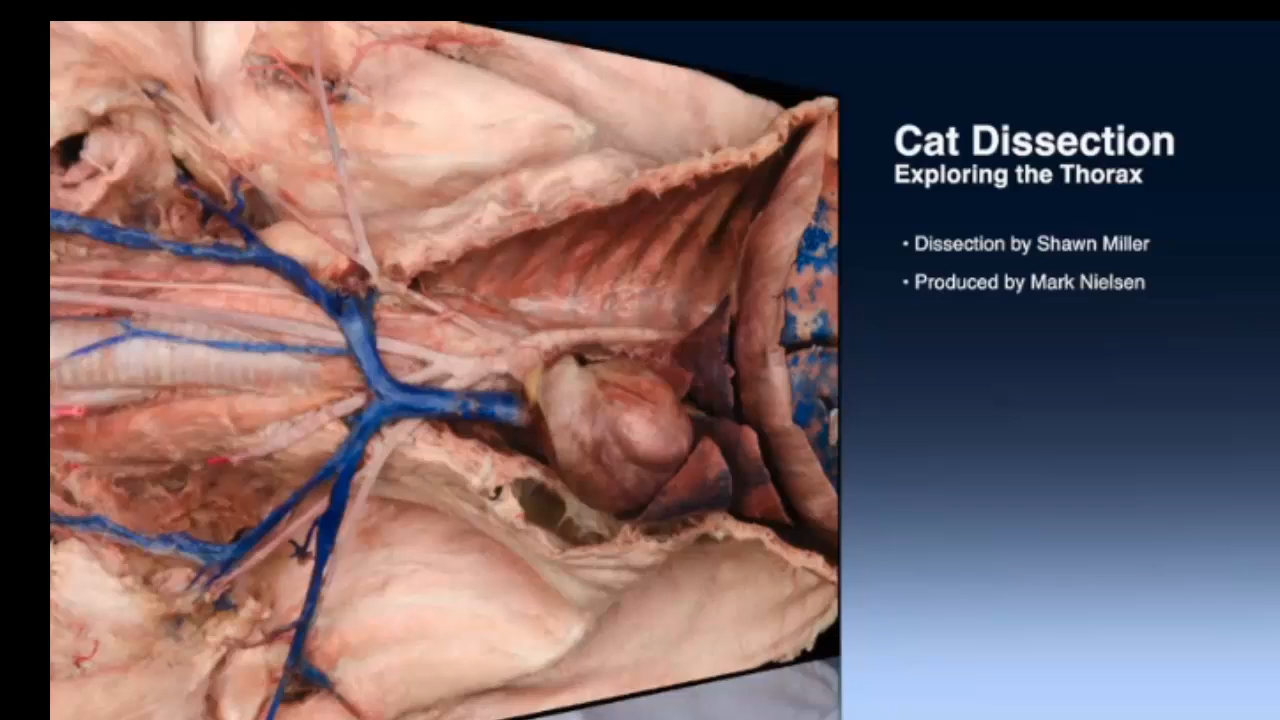 Cat Dissection
Exploring the Thorax
• Dissection by Shawn Miller
• Produced by Mark Nielsen